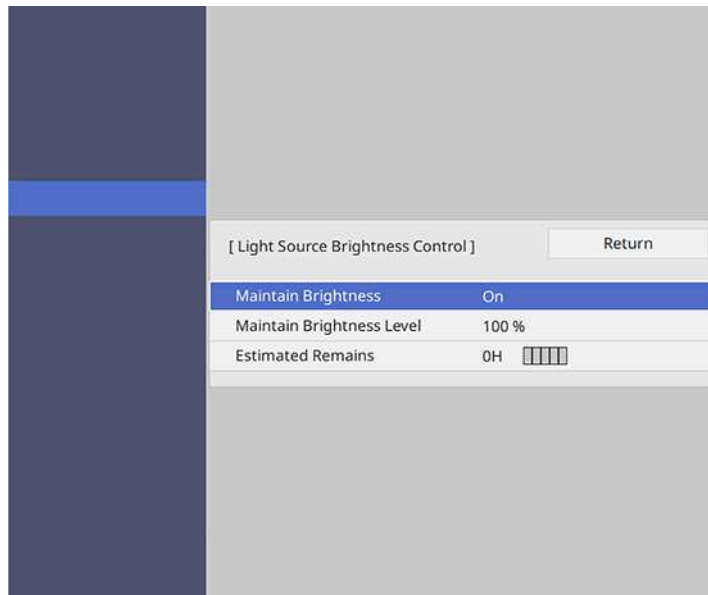 [ Light Source Brightness Control ] Return
Maintain Brightness On
Maintain Brightness Level 100 %
Estimated Remains 0H